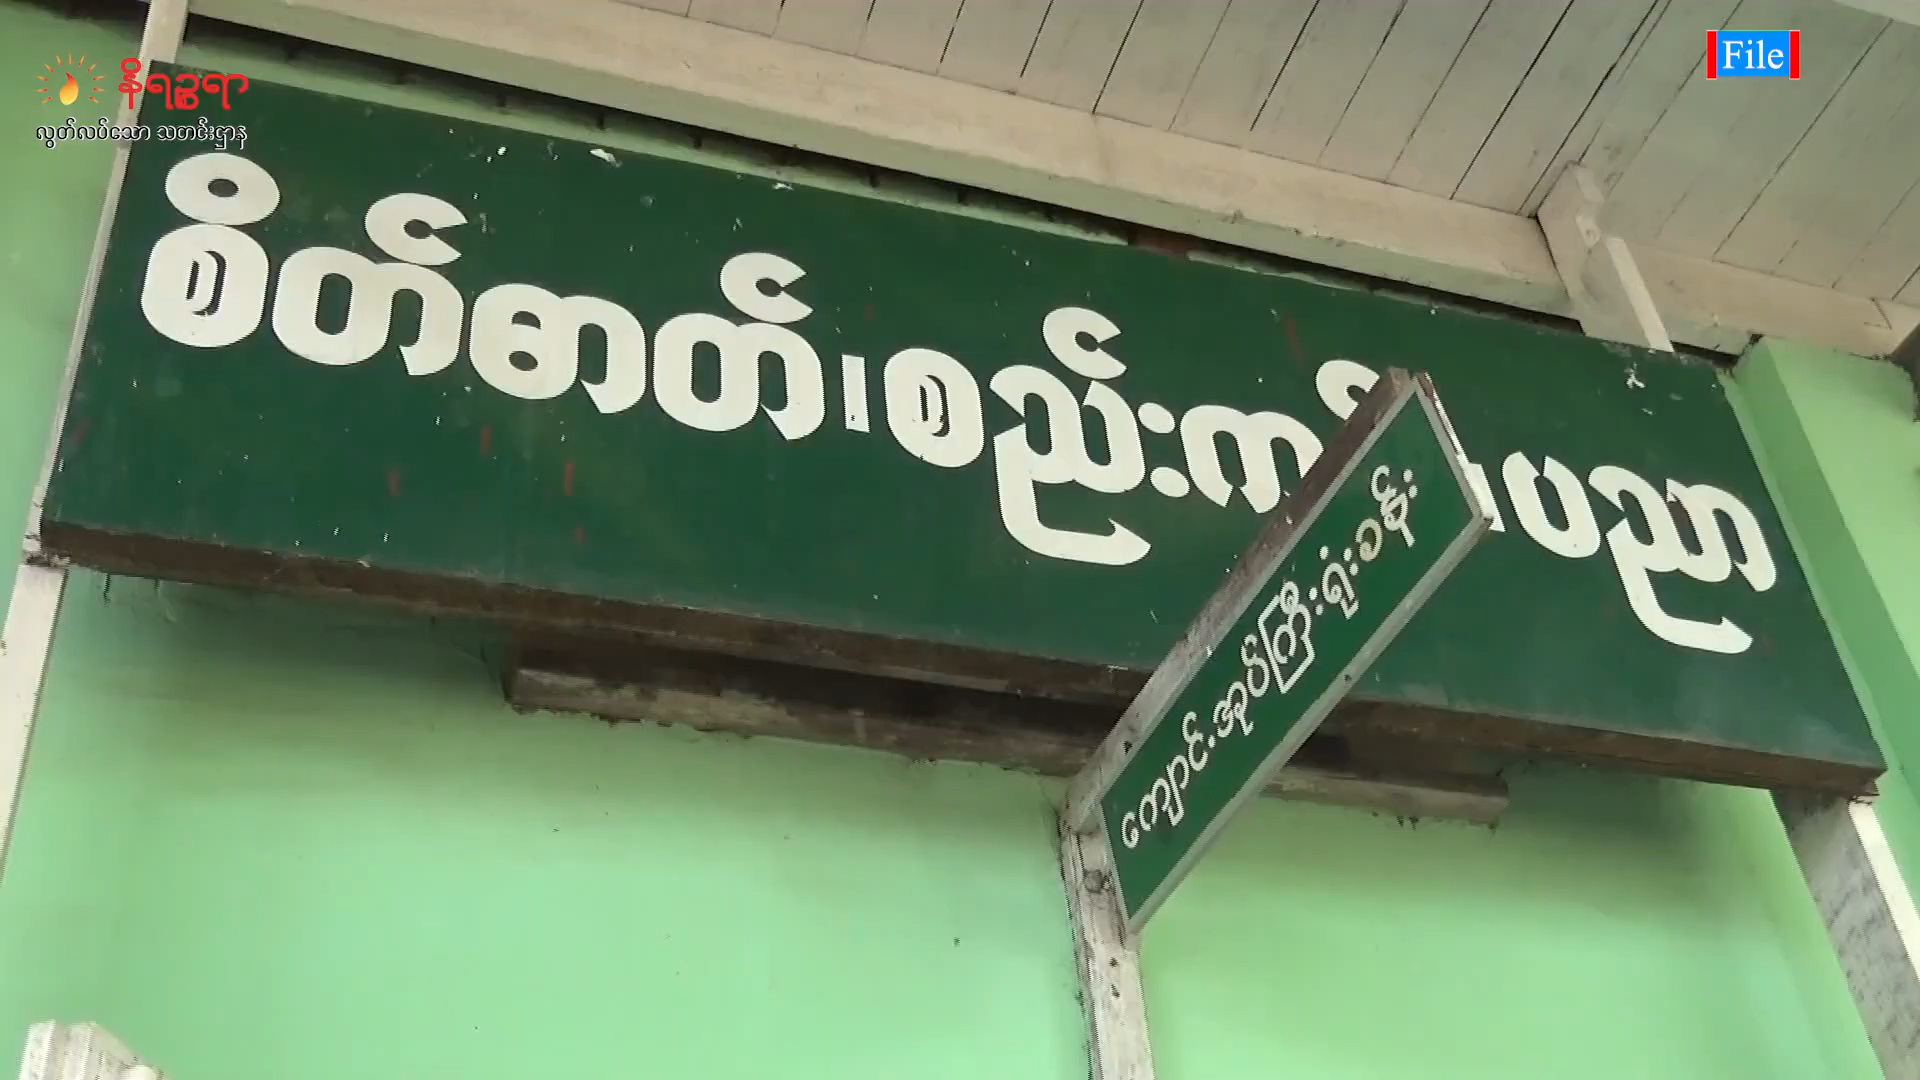 နိရဉ္စရာ
လွတ်လပ်သော သတင်းဌာန
File
စိတ်ဓာတ်၊စည်းကမ်း၊ပညာ
ကျောင်းအုပ်ကြီးရုံးခန်း